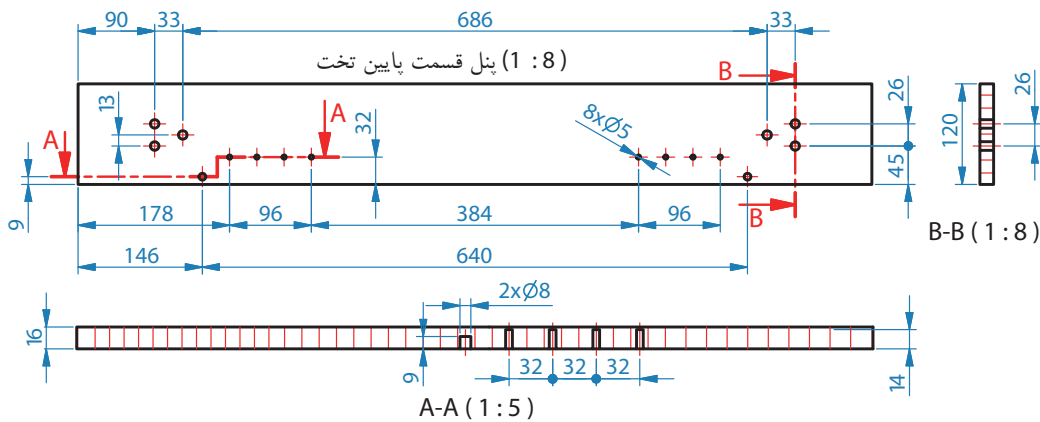 90 33 686 33
پنل قسمت پایین تخت (1 : 8)
B
A A
13 32 8xØ5 26 26
120
45
9
178 96 384 96 B
B-B ( 1 : 8 )
146 640
2xØ8
16
9 32 32 32 14
A-A ( 1 : 5 )